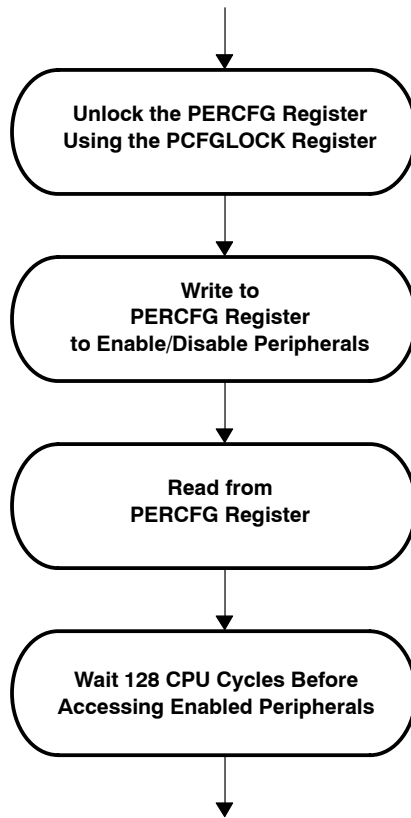 Unlock the PERCFG Register
Using the PCFGLOCK Register
Write to
PERCFG Register
to Enable/Disable Peripherals
Read from
PERCFG Register
Wait 128 CPU Cycles Before
Accessing Enabled Peripherals